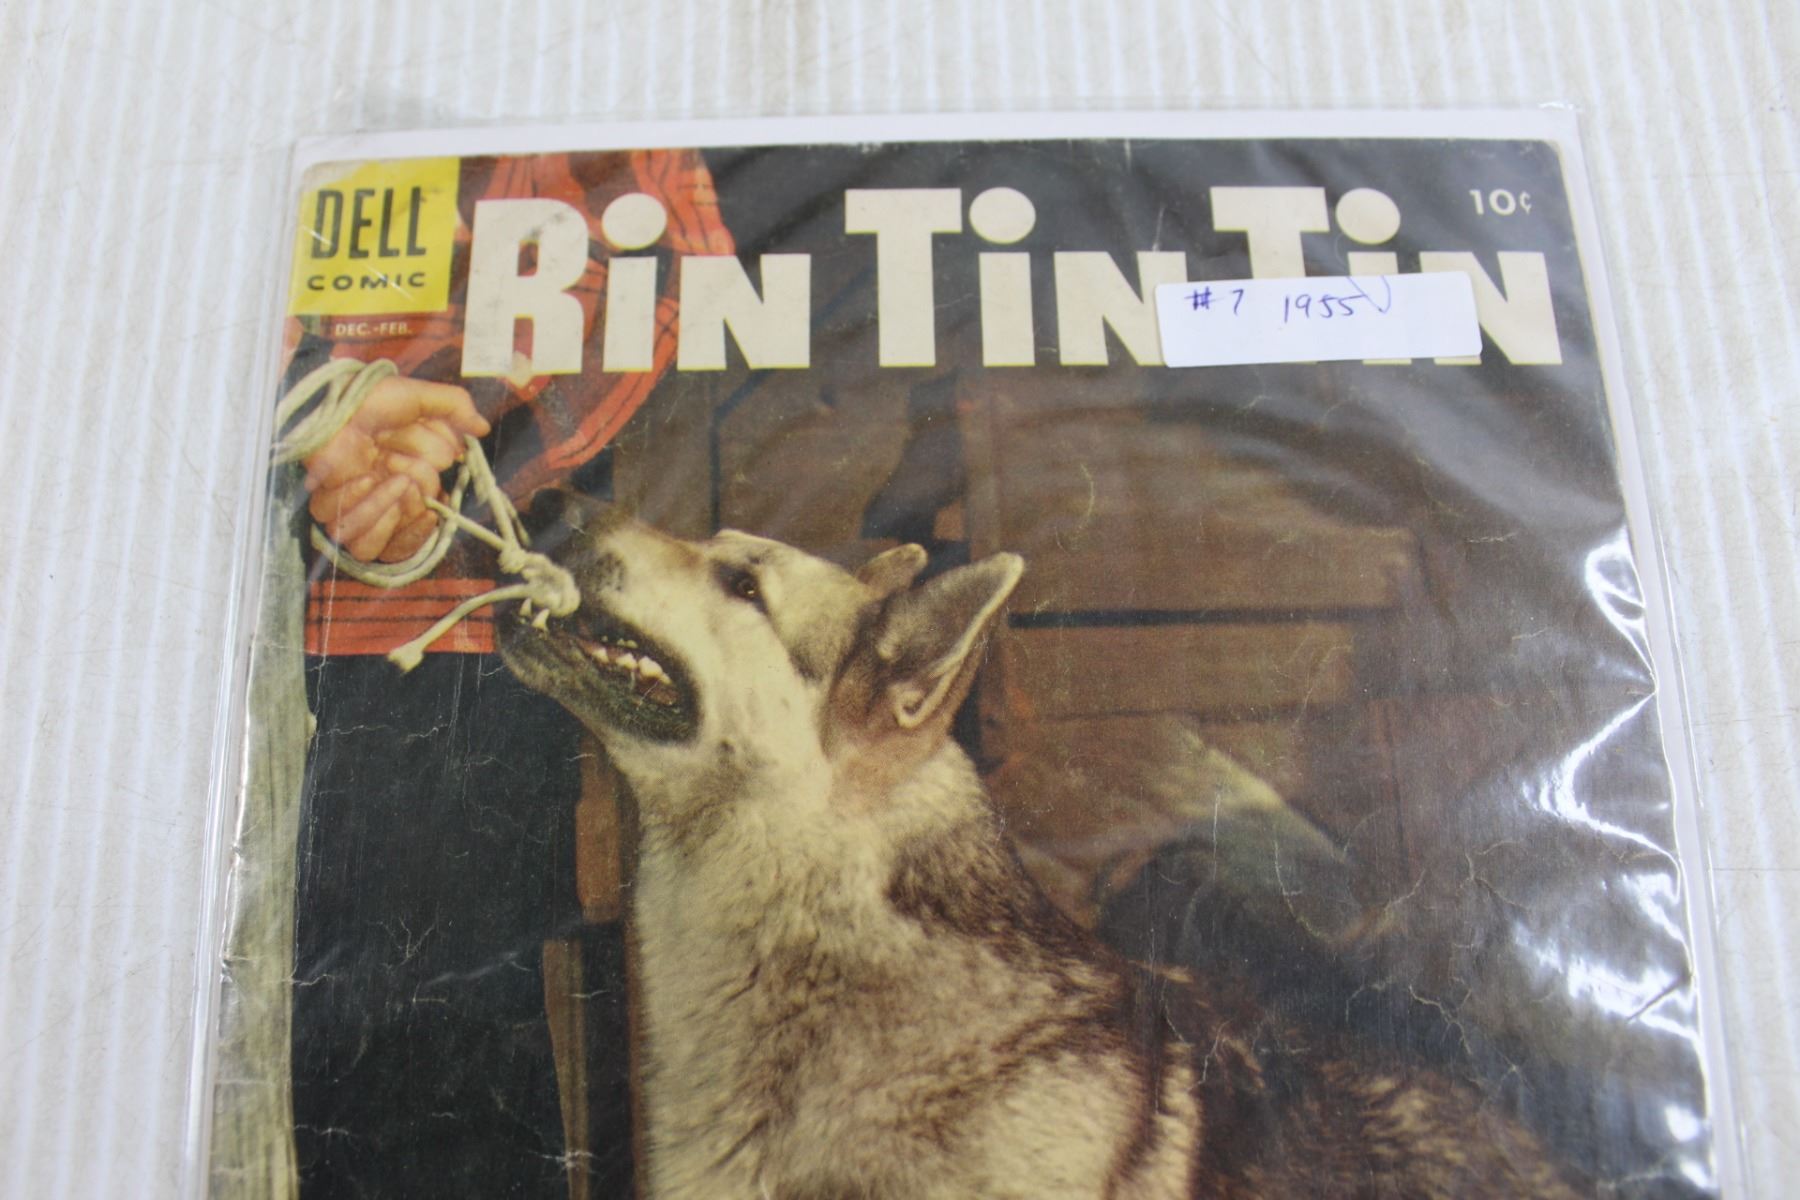 DELL
COMIC
DEC.-FEB.
RIN TIN TIN
10¢
#7 1955